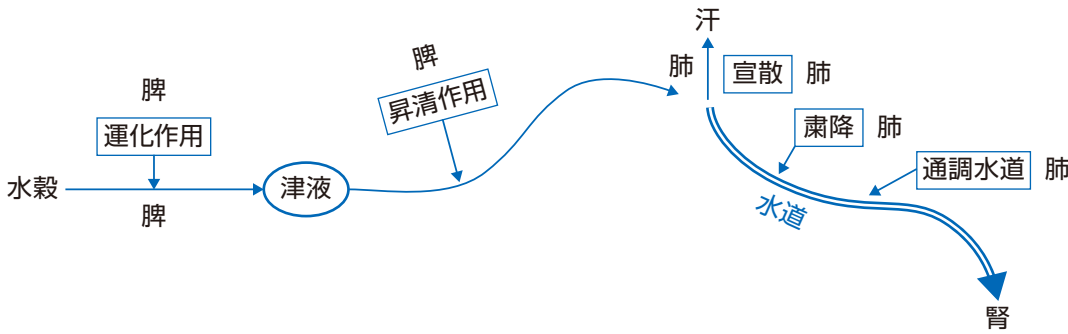 水穀
脾
運化作用
脾
津液
脾
昇清作用
肺
汗
宣散
肺
粛降
肺
通調水道
肺
水道
腎